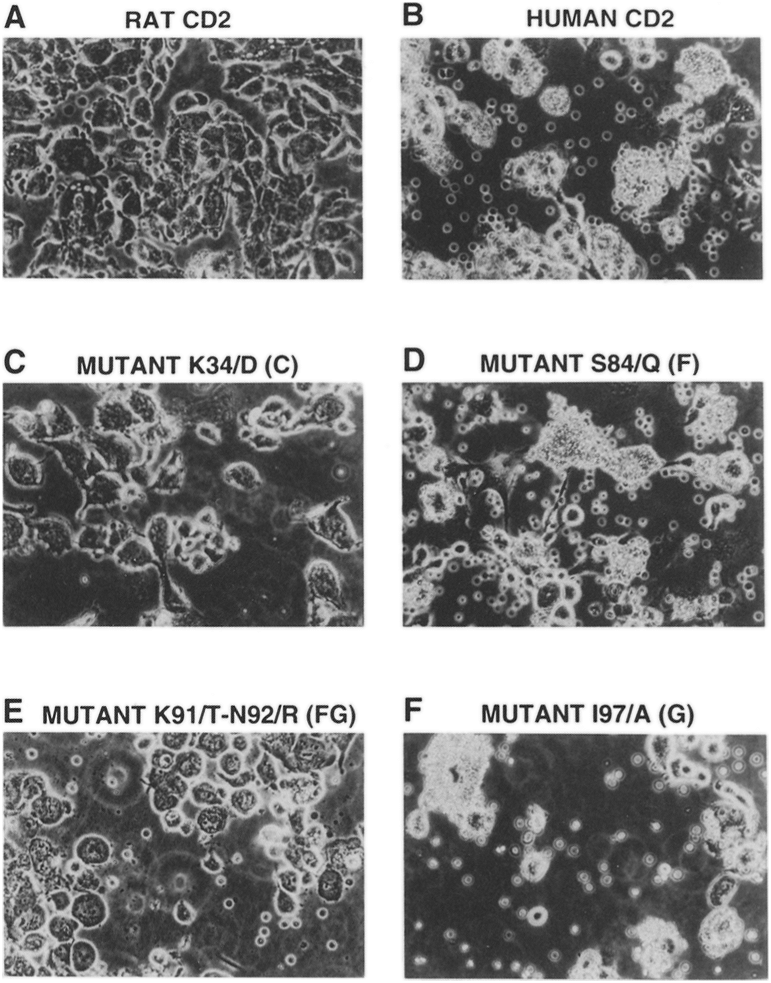 A RAT CD2
B HUMAN CD2
C MUTANT K34/D (C)
D MUTANT S84/Q (F)
E MUTANT K91/T-N92/R (FG)
F MUTANT I97/A (G)